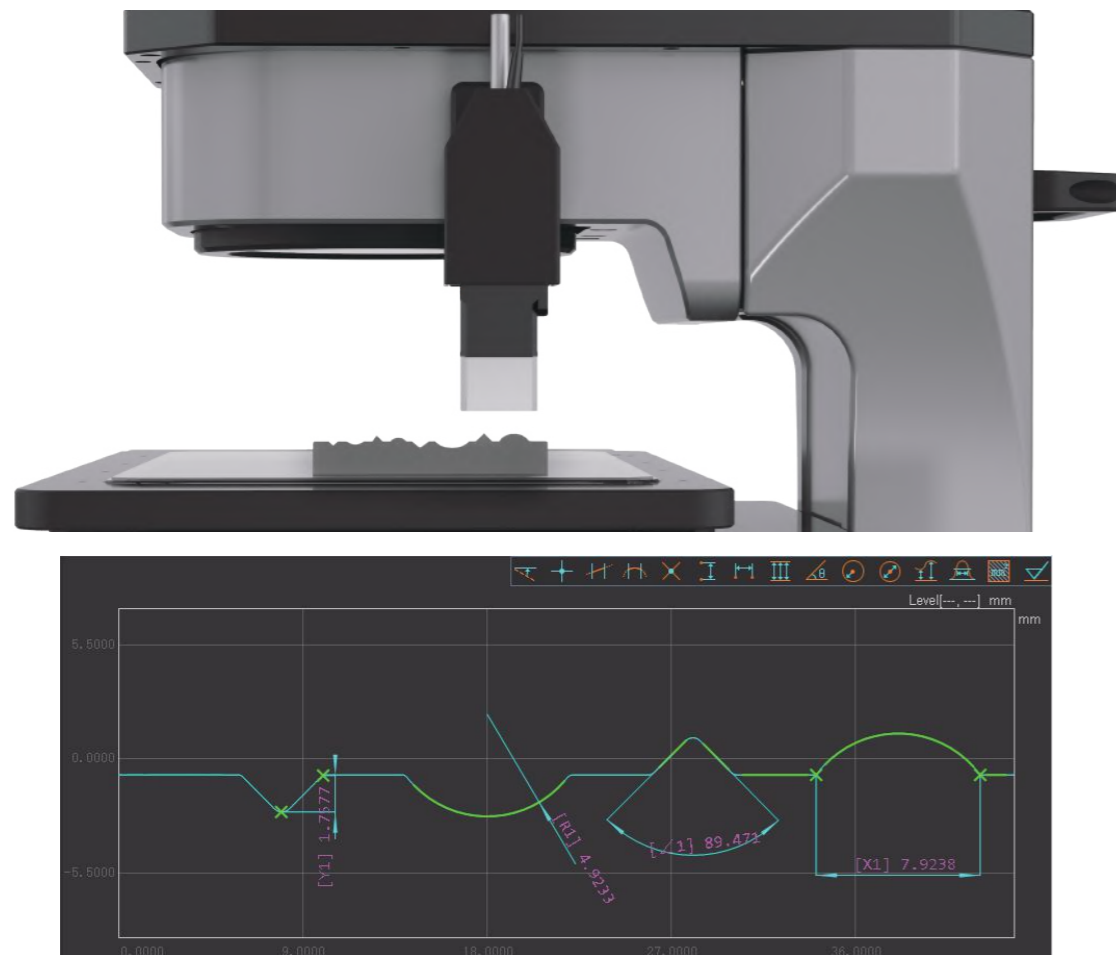 Level[---, ---] mm
mm
5.5000
0.0000
-5.5000
[Y1] 1.7577
[R1] 4.9233
[∠1] 89.471
[X1] 7.9238
0.0000 9.0000 18.0000 27.0000 36.0000